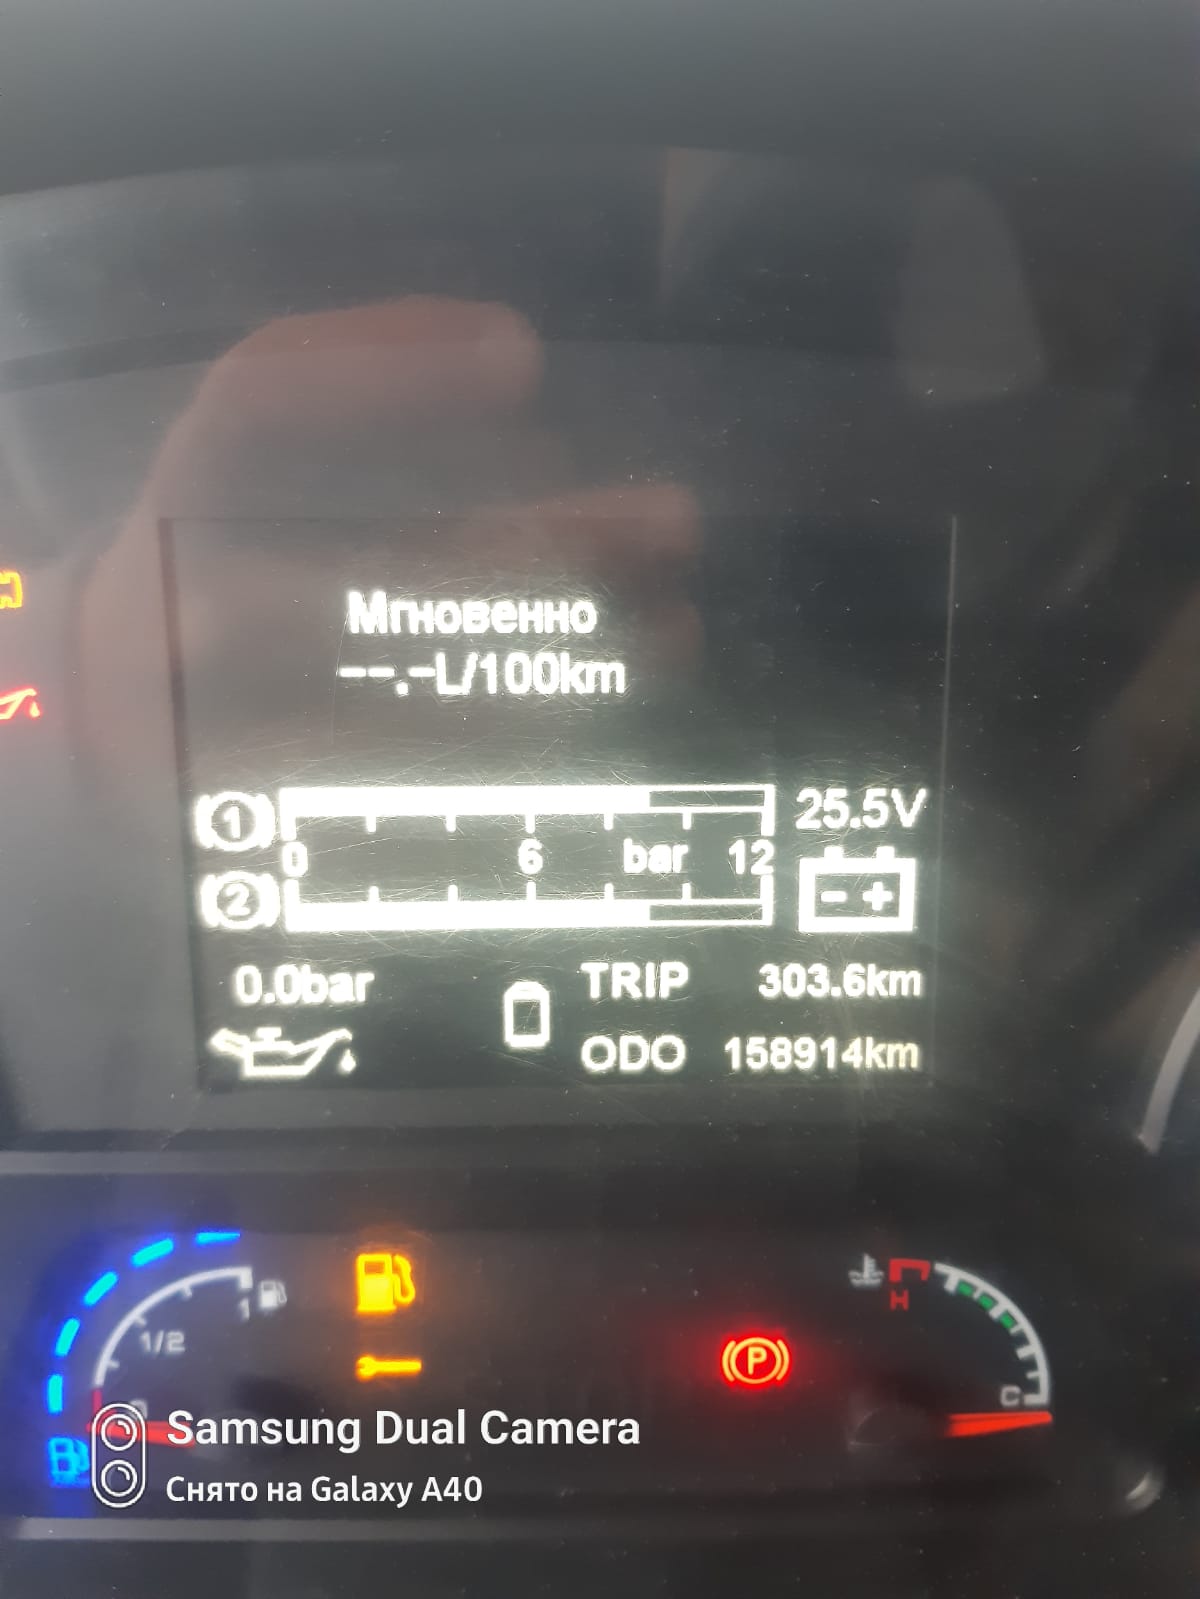 Мгновенно
--.-L/100km
1
25.5V
0 6 bar 12
2
- +
0.0bar
TRIP 303.6km
ODO 158914km
1
1/2
H
P
C
Samsung Dual Camera
Снято на Galaxy A40